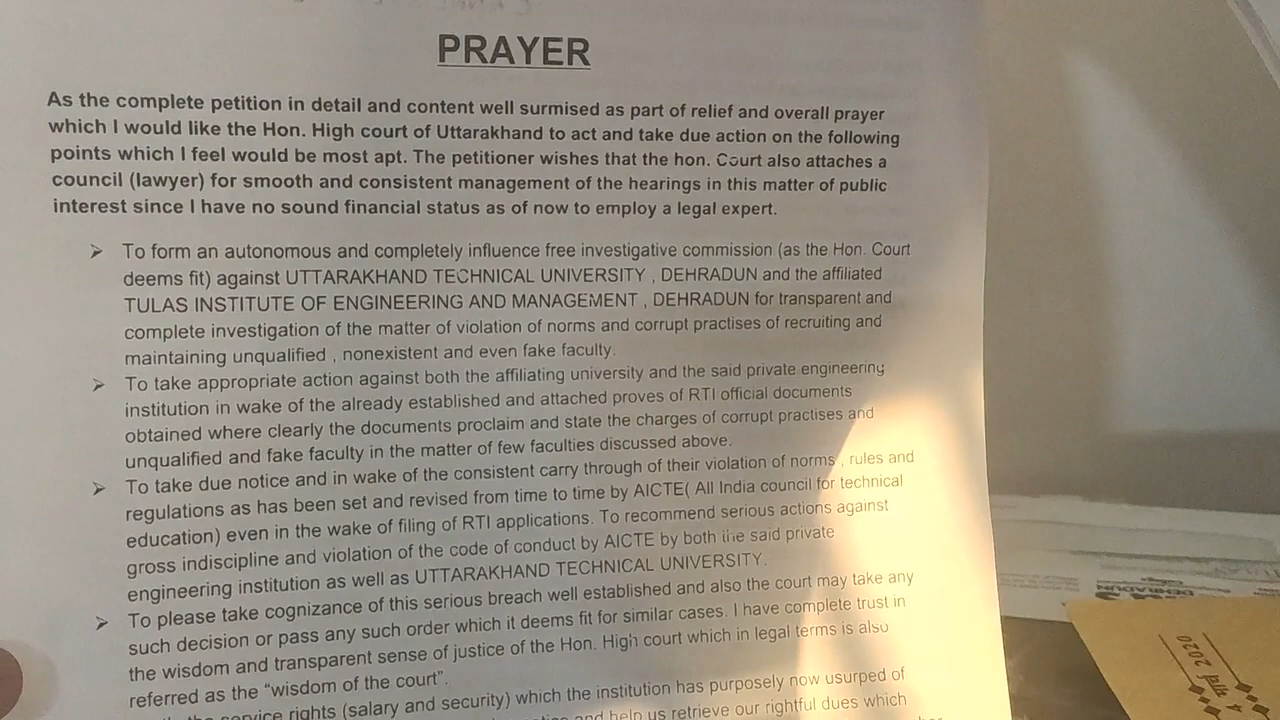 PRAYER
As the complete petition in detail and content well surmised as part of relief and overall prayer
which I would like the Hon. High court of Uttarakhand to act and take due action on the following
points which I feel would be most apt. The petitioner wishes that the hon. Court also attaches a
council (lawyer) for smooth and consistent management of the hearings in this matter of public
interest since I have no sound financial status as of now to employ a legal expert.
➢ To form an autonomous and completely influence free investigative commission (as the Hon. Court
deems fit) against UTTARAKHAND TECHNICAL UNIVERSITY , DEHRADUN and the affiliated
TULAS INSTITUTE OF ENGINEERING AND MANAGEMENT , DEHRADUN for transparent and
complete investigation of the matter of violation of norms and corrupt practises of recruiting and
maintaining unqualified , nonexistent and even fake faculty.
➢ To take appropriate action against both the affiliating university and the said private engineering
institution in wake of the already established and attached proves of RTI official documents
obtained where clearly the documents proclaim and state the charges of corrupt practises and
unqualified and fake faculty in the matter of few faculties discussed above.
➢ To take due notice and in wake of the consistent carry through of their violation of norms , rules and
regulations as has been set and revised from time to time by AICTE( All India council for technical
education) even in the wake of filing of RTI applications. To recommend serious actions against
gross indiscipline and violation of the code of conduct by AICTE by both the said private
engineering institution as well as UTTARAKHAND TECHNICAL UNIVERSITY.
➢ To please take cognizance of this serious breach well established and also the court may take any
such decision or pass any such order which it deems fit for similar cases. I have complete trust in
the wisdom and transparent sense of justice of the Hon. High court which in legal terms is also
referred as the “wisdom of the court”.
the service rights (salary and security) which the institution has purposely now usurped of
and help us retrieve our rightful dues which
DEHRADUN
2020